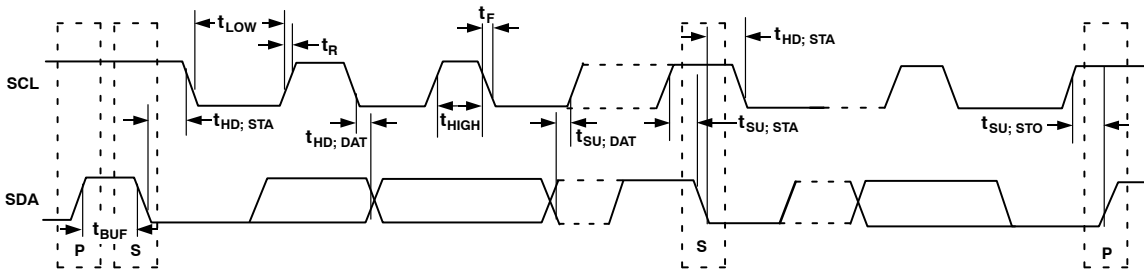 tLOW
tR
tF
tHD; STA
SCL
tHD; STA
tHD; DAT
tHIGH
tSU; DAT
tSU; STA
tSU; STO
SDA
tBUF
P
S
S
P